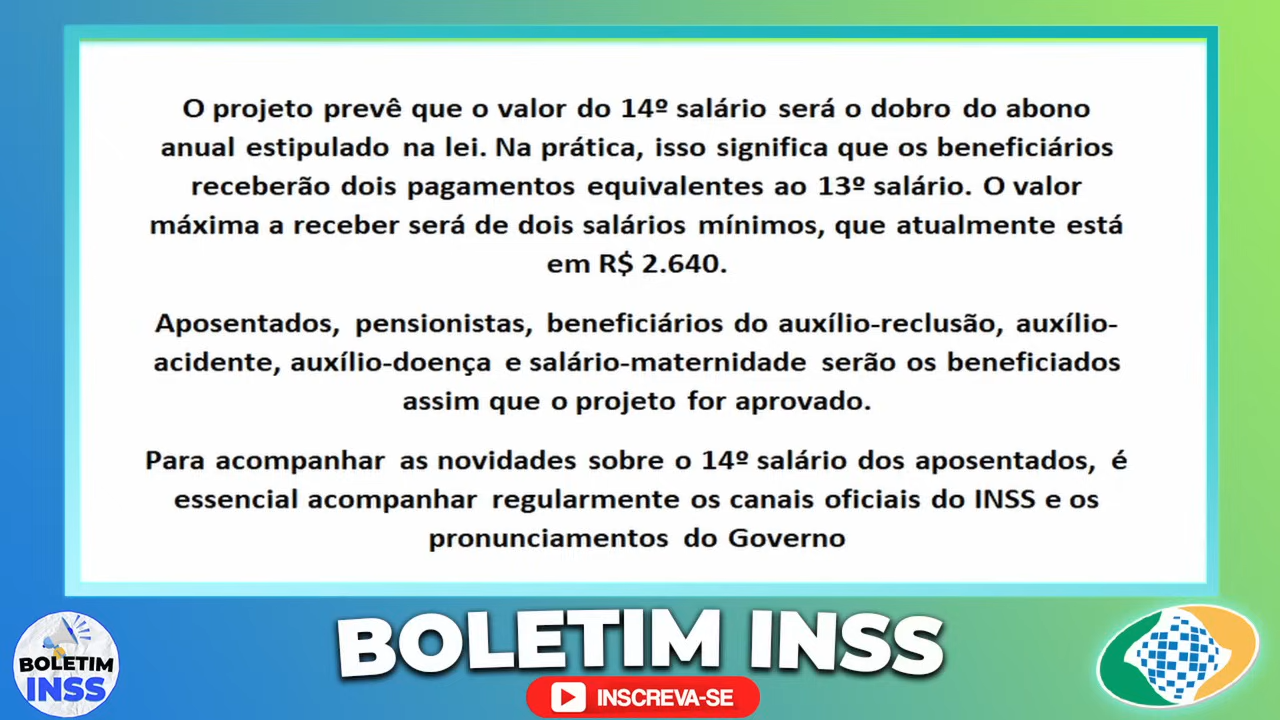 O projeto prevê que o valor do 14º salário será o dobro do abono
anual estipulado na lei. Na prática, isso significa que os beneficiários
receberão dois pagamentos equivalentes ao 13º salário. O valor
máxima a receber será de dois salários mínimos, que atualmente está
em R$ 2.640.
Aposentados, pensionistas, beneficiários do auxílio-reclusão, auxílio-
acidente, auxílio-doença e salário-maternidade serão os beneficiados
assim que o projeto for aprovado.
Para acompanhar as novidades sobre o 14º salário dos aposentados, é
essencial acompanhar regularmente os canais oficiais do INSS e os
pronunciamentos do Governo
BOLETIM INSS
INSCREVA-SE
BOLETIM
INSS